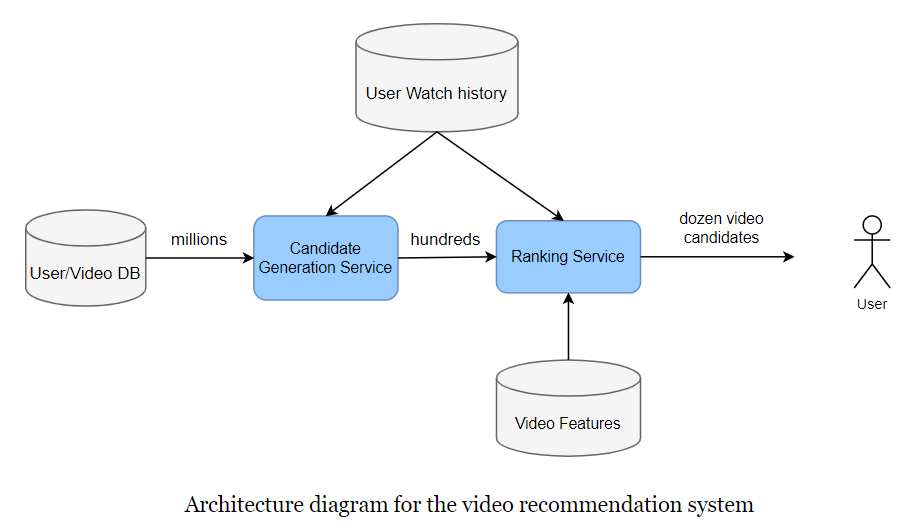 User Watch history
millions
hundreds
dozen video
candidates
User/Video DB
Candidate
Generation Service
Ranking Service
User
Video Features
Architecture diagram for the video recommendation system